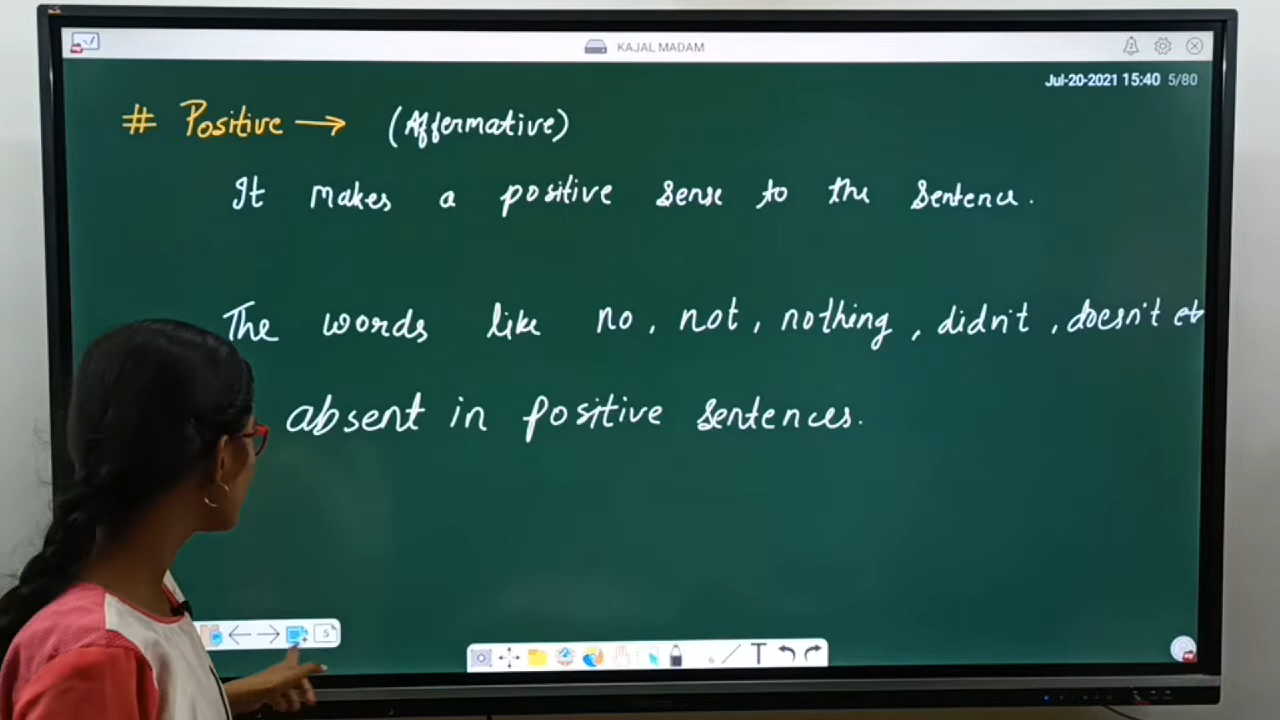 KAJAL MADAM
Jul-20-2021 15:40 5/80
# Positive → (Affermative)
It makes a positive sense to the sentence.
The words like no, not, nothing, didn't, doesn't etc
absent in positive sentences.
5
T